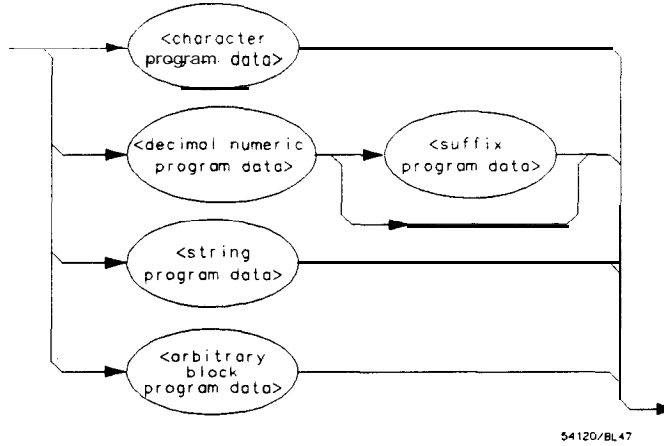 <character
program data>
<decimal numeric
program data>
<suffix
program data>
<string
program data>
<arbitrary
block
program data>
54120/BL47